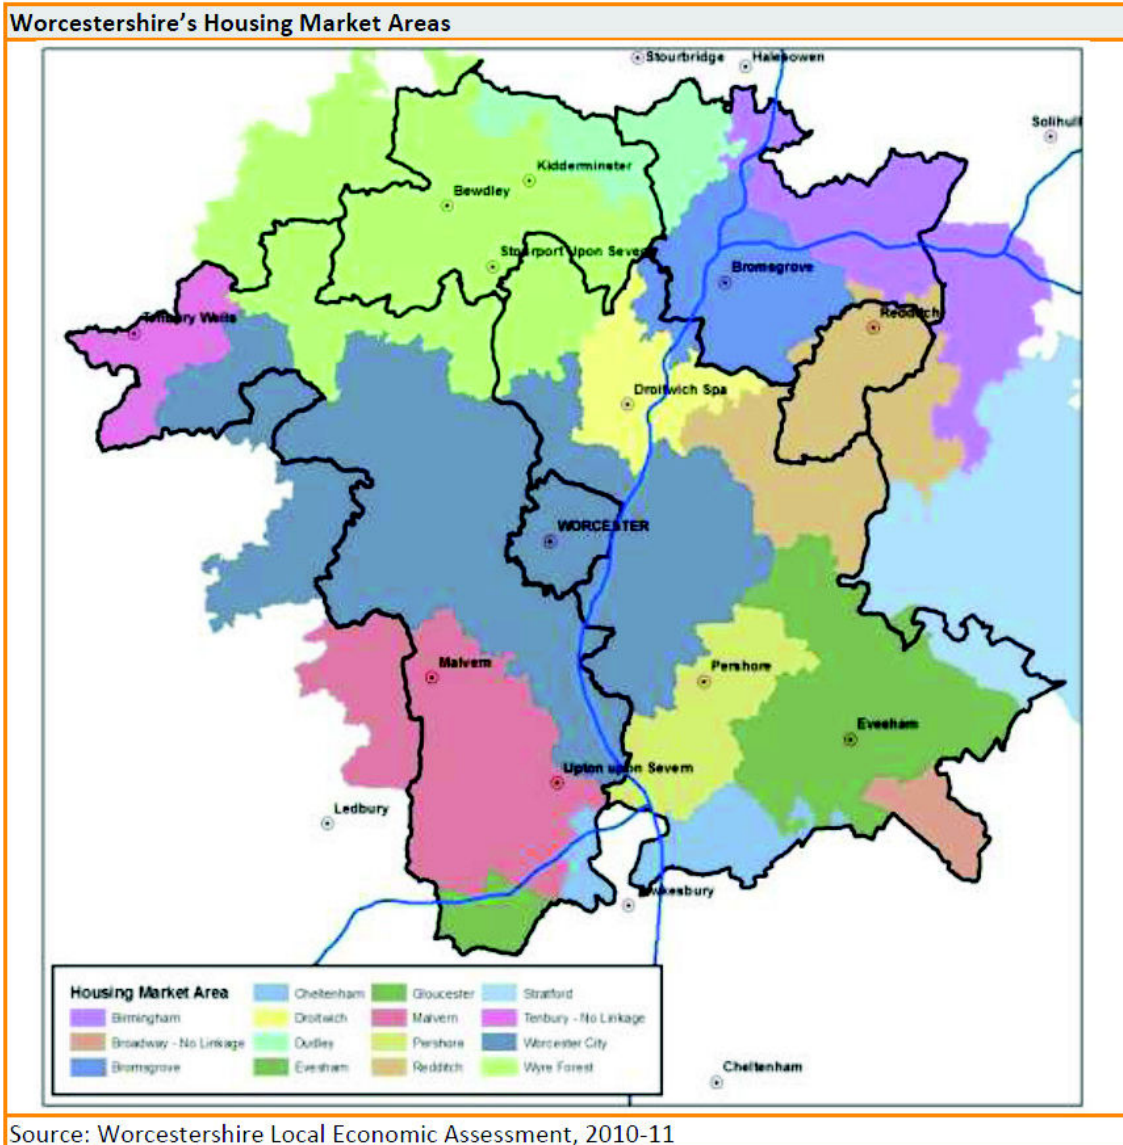 Worcestershire's Housing Market Areas
Stourbridge
Halesowen
Solihull
Kidderminster
Bewdley
Stourport Upon Severn
Bromsgrove
Tenbury Wells
Redditch
Droitwich Spa
WORCESTER
Malvern
Pershore
Evesham
Upton upon Severn
Ledbury
Tewkesbury
Housing Market Area
Cheltenham
Gloucester
Stratford
Birmingham
Droitwich
Malvern
Tenbury - No Linkage
Broadway - No Linkage
Dudley
Pershore
Worcester City
Bromsgrove
Evesham
Redditch
Wyre Forest
Cheltenham
Source: Worcestershire Local Economic Assessment, 2010-11